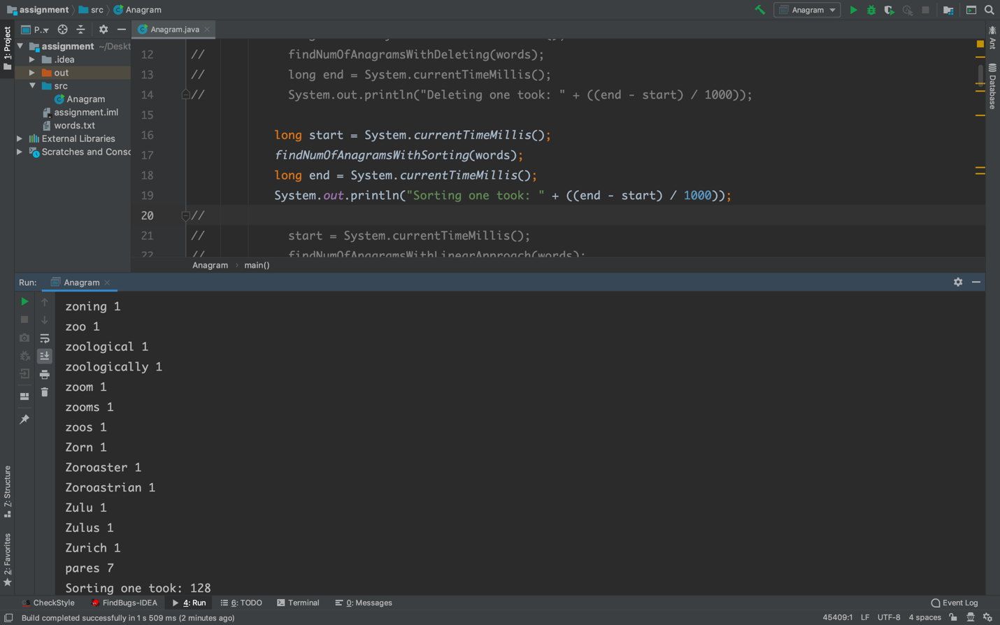 assignment
src
Anagram
Anagram
1: Project
P..
Anagram.java
assignment ~/Deskt
.idea
out
src
Anagram
assignment.iml
words.txt
External Libraries
Scratches and Consc
12 // findNumOfAnagramsWithDeleting(words);
13 // long end = System.currentTimeMillis();
14 // System.out.println("Deleting one took: " + ((end - start) / 1000));
15
16 long start = System.currentTimeMillis();
17 findNumOfAnagramsWithSorting(words);
18 long end = System.currentTimeMillis();
19 System.out.println("Sorting one took: " + ((end - start) / 1000));
20 //
21 // start = System.currentTimeMillis();
22 // findNumOfAnagramsWithLinearApproach(words);
Anagram
main()
Ant
Database
Run:
Anagram
zoning 1
zoo 1
zoological 1
zoologically 1
zoom 1
zooms 1
zoos 1
Zorn 1
Zoroaster 1
Zoroastrian 1
Zulu 1
Zulus 1
Zurich 1
pares 7
Sorting one took: 128
Z: Structure
2: Favorites
CheckStyle
FindBugs-IDEA
4: Run
6: TODO
Terminal
0: Messages
Event Log
Build completed successfully in 1 s 509 ms (2 minutes ago)
45409:1
LF
UTF-8
4 spaces